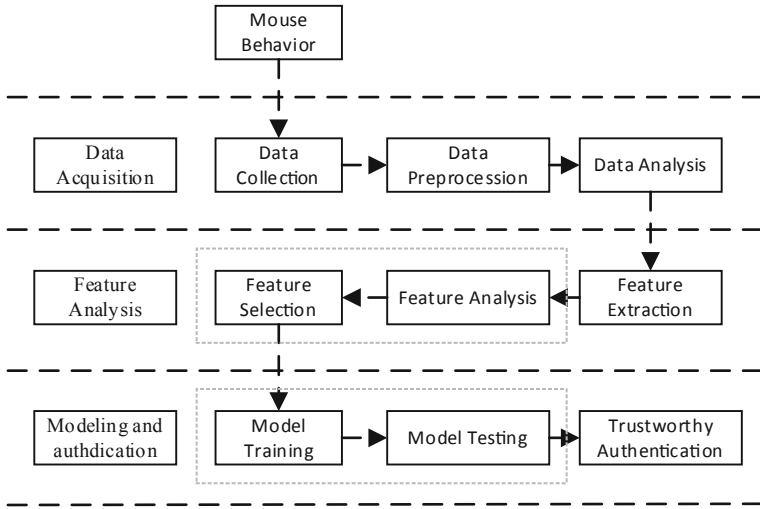 Mouse
Behavior
Data
Acquisition
Data
Collection
Data
Preprocession
Data Analysis
Feature
Analysis
Feature
Selection
Feature Analysis
Feature
Extraction
Modeling and
authdication
Model
Training
Model Testing
Trustworthy
Authentication